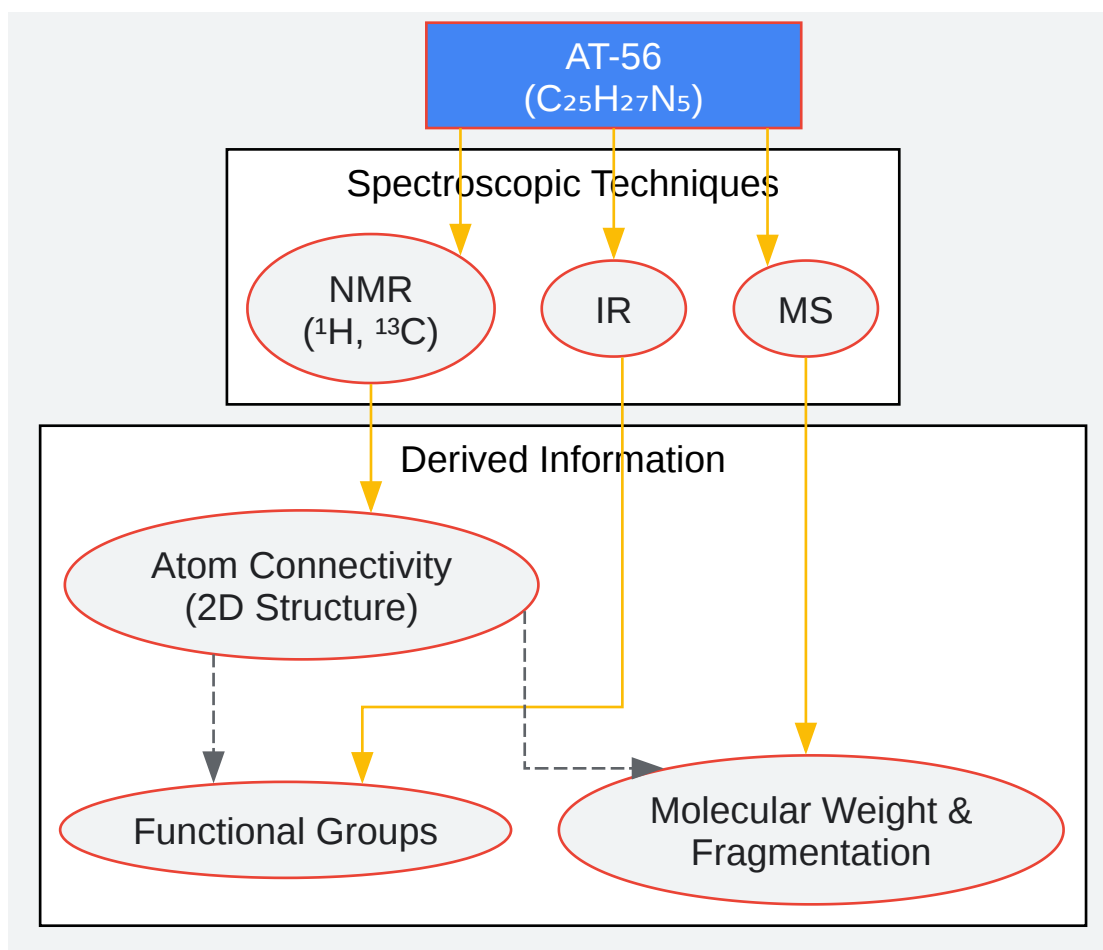 AT-56
(C₂₅H₂₇N₅)
Spectroscopic Techniques
NMR
(¹H, ¹³C)
IR
MS
Derived Information
Atom Connectivity
(2D Structure)
Functional Groups
Molecular Weight &
Fragmentation